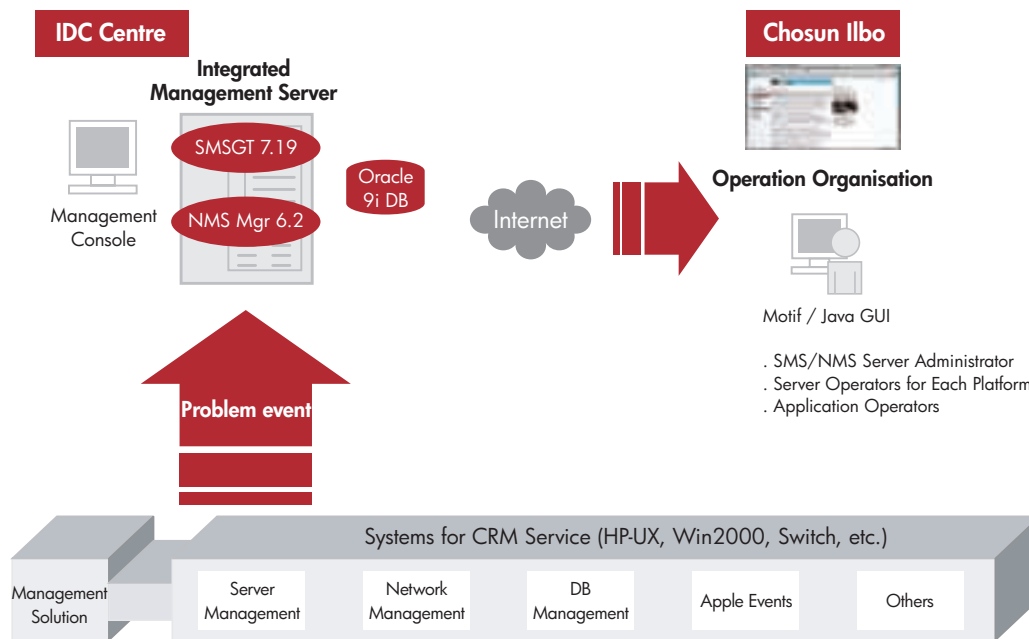 IDC Centre
Integrated
Management Server
SMSGT 7.19
NMS Mgr 6.2
Oracle
9i DB
Management
Console
Internet
Chosun Ilbo
Operation Organisation
Motif / Java GUI
. SMS/NMS Server Administrator
. Server Operators for Each Platform
. Application Operators
Problem event
Systems for CRM Service (HP-UX, Win2000, Switch, etc.)
Management
Solution
Server
Management
Network
Management
DB
Management
Apple Events
Others